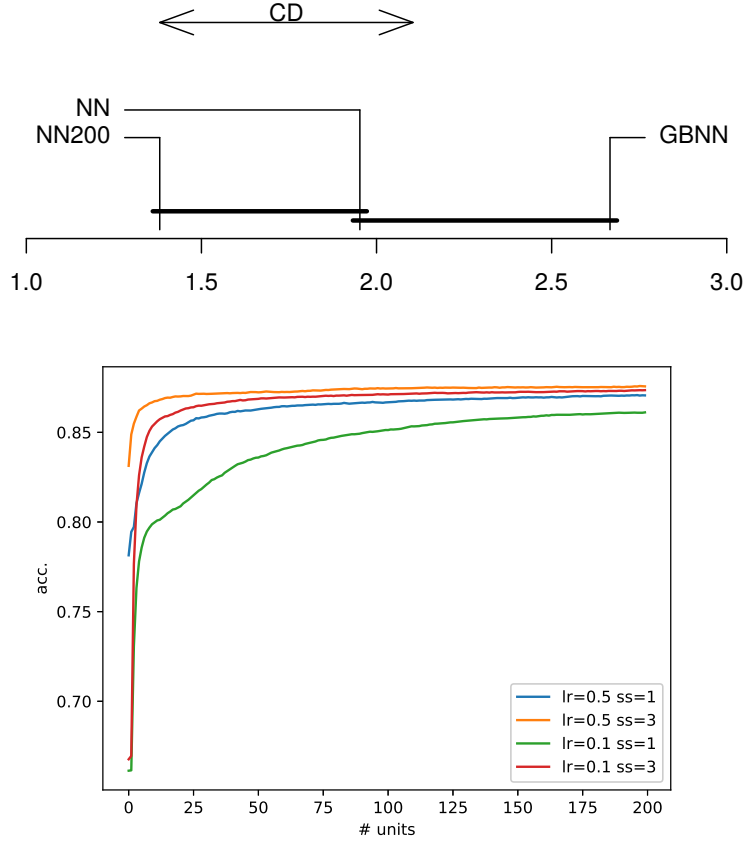 CD
NN
NN200
GBNN
1.0 1.5 2.0 2.5 3.0
0.85
0.80
0.75
0.70
acc.
lr=0.5 ss=1
lr=0.5 ss=3
lr=0.1 ss=1
lr=0.1 ss=3
0 25 50 75 100 125 150 175 200
# units